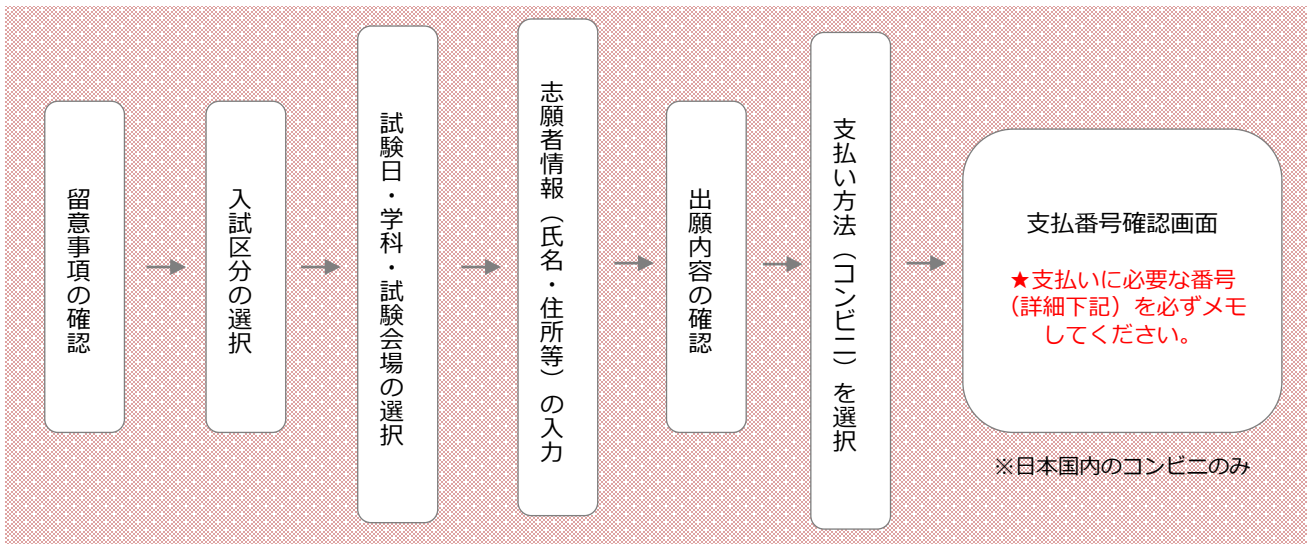 留意事項の確認
入試区分の選択
試験日・学科・試験会場の選択
志願者情報（氏名・住所等）の入力
出願内容の確認
支払い方法（コンビニ）を選択
支払番号確認画面
★支払いに必要な番号
（詳細下記）を必ずメモ
してください。
※日本国内のコンビニのみ